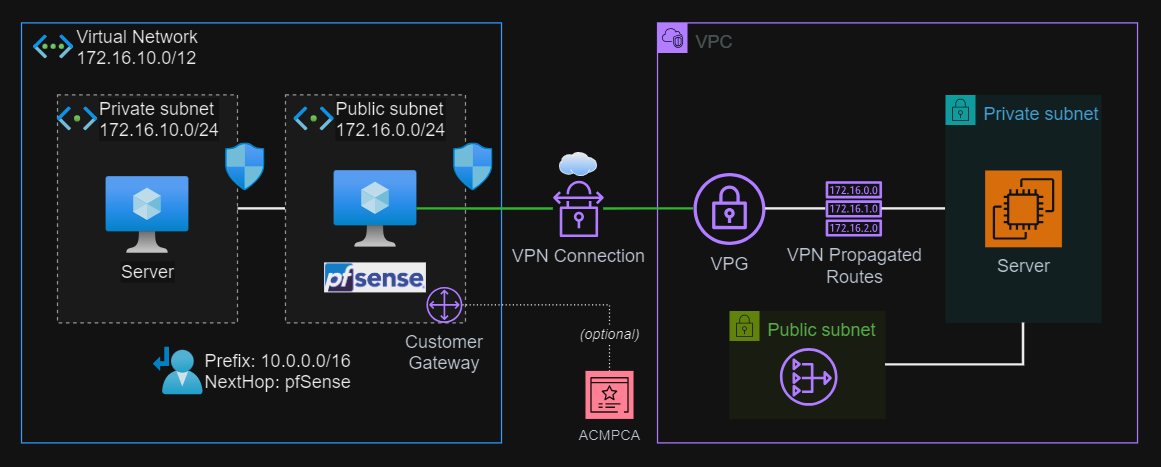 Virtual Network
172.16.10.0/12
VPC
Private subnet
172.16.10.0/24
Public subnet
172.16.0.0/24
Private subnet
172.16.0.0
172.16.1.0
172.16.2.0
VPN Connection
VPG
VPN Propagated
Routes
Server
Server
pfsense
Public subnet
(optional)
Customer
Gateway
Prefix: 10.0.0.0/16
NextHop: pfSense
ACMPCA